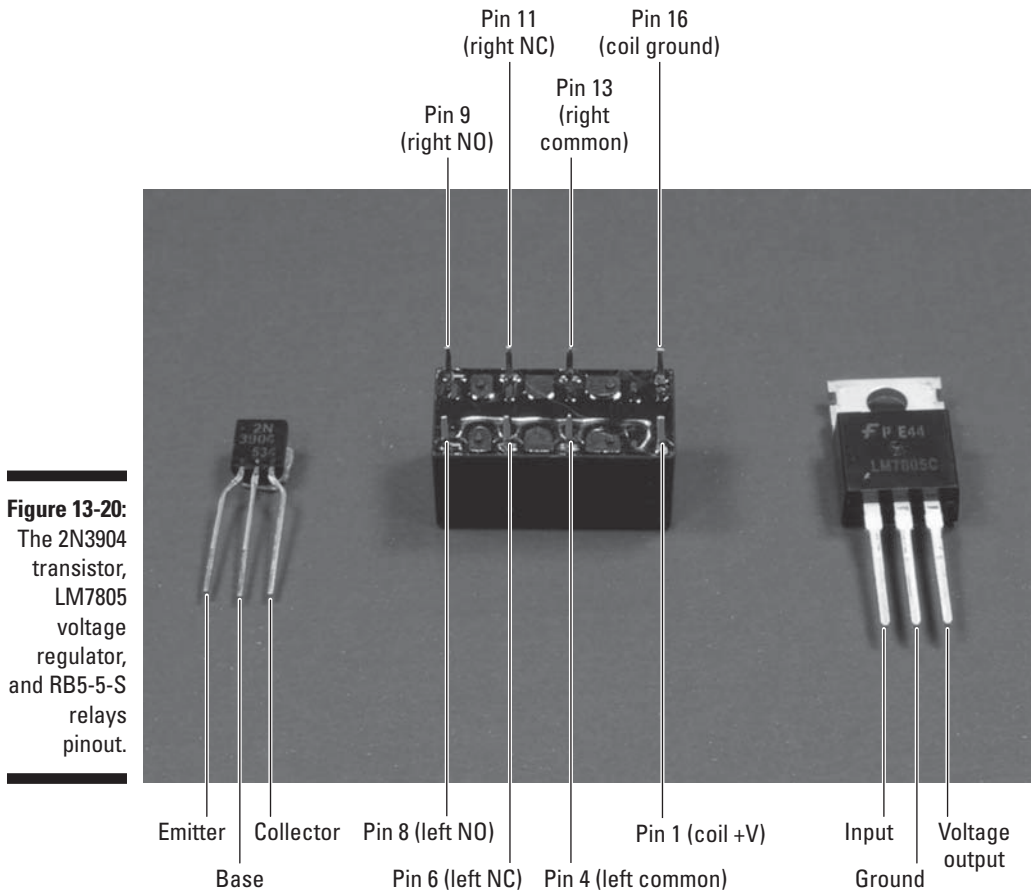 Pin 11
(right NC)
Pin 16
(coil ground)
Pin 9
(right NO)
Pin 13
(right
common)
2N
3904
LM7805C
Figure 13-20:
The 2N3904
transistor,
LM7805
voltage
regulator,
and RB5-5-S
relays
pinout.
Emitter
Collector
Pin 8 (left NO)
Pin 1 (coil +V)
Input
Voltage
output
Base
Pin 6 (left NC)
Pin 4 (left common)
Ground